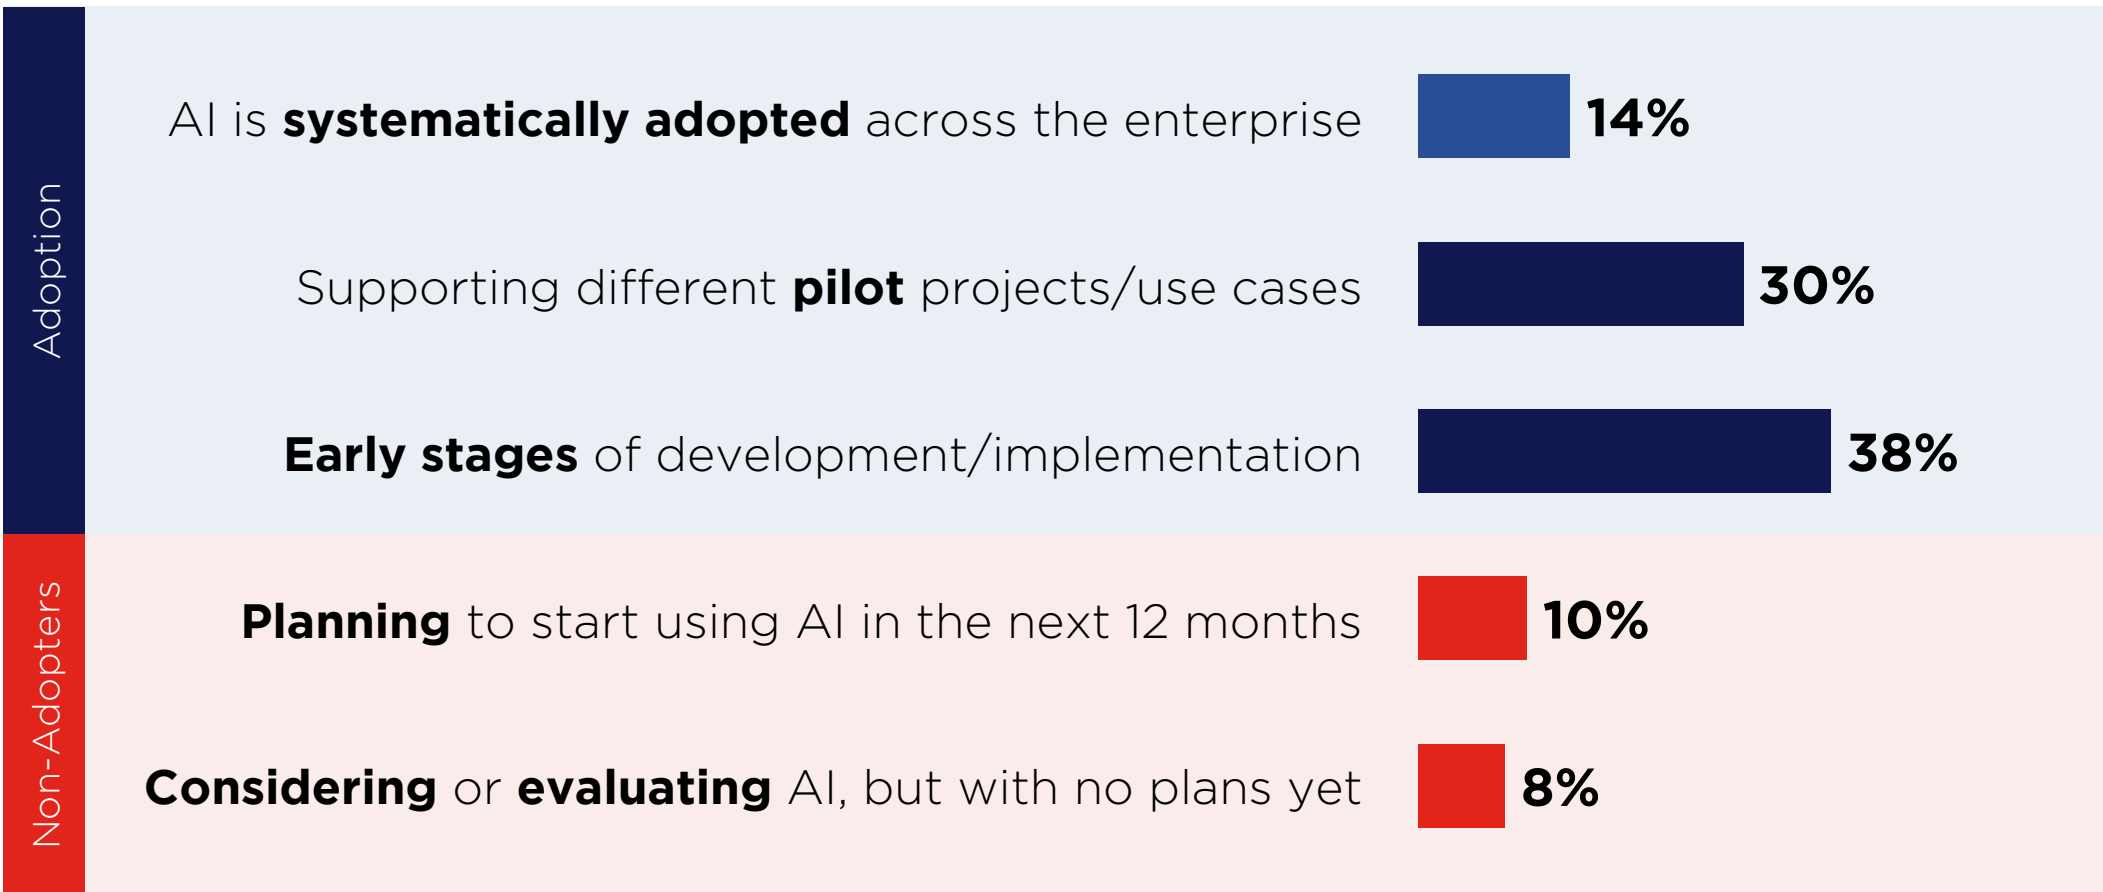 Adoption
AI is systematically adopted across the enterprise 14%
Supporting different pilot projects/use cases 30%
Early stages of development/implementation 38%
Non-Adopters
Planning to start using AI in the next 12 months 10%
Considering or evaluating AI, but with no plans yet 8%